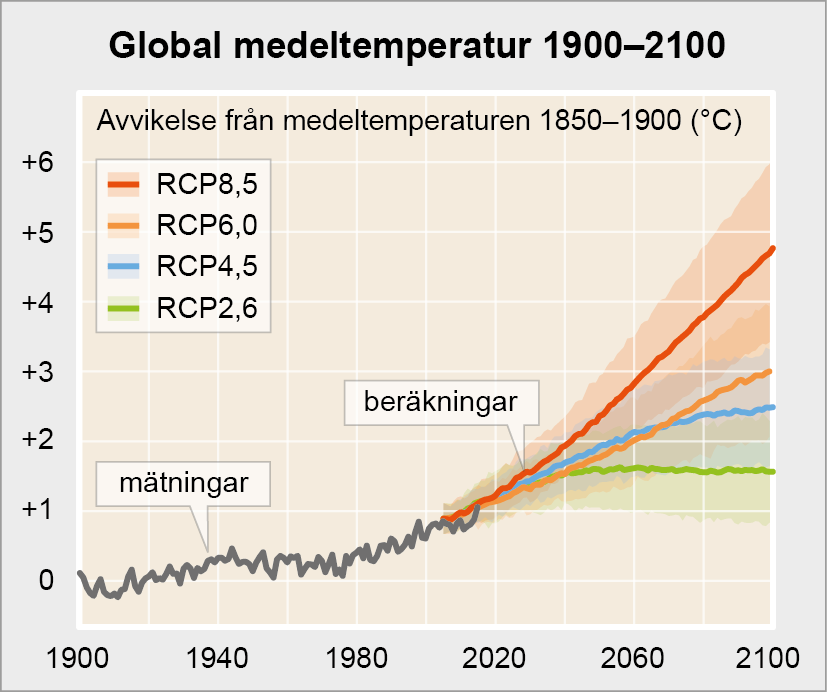 Global medeltemperatur 1900–2100
Avvikelse från medeltemperaturen 1850–1900 (°C)
+6
+5
+4
+3
+2
+1
0
RCP8,5
RCP6,0
RCP4,5
RCP2,6
beräkningar
mätningar
1900 1940 1980 2020 2060 2100